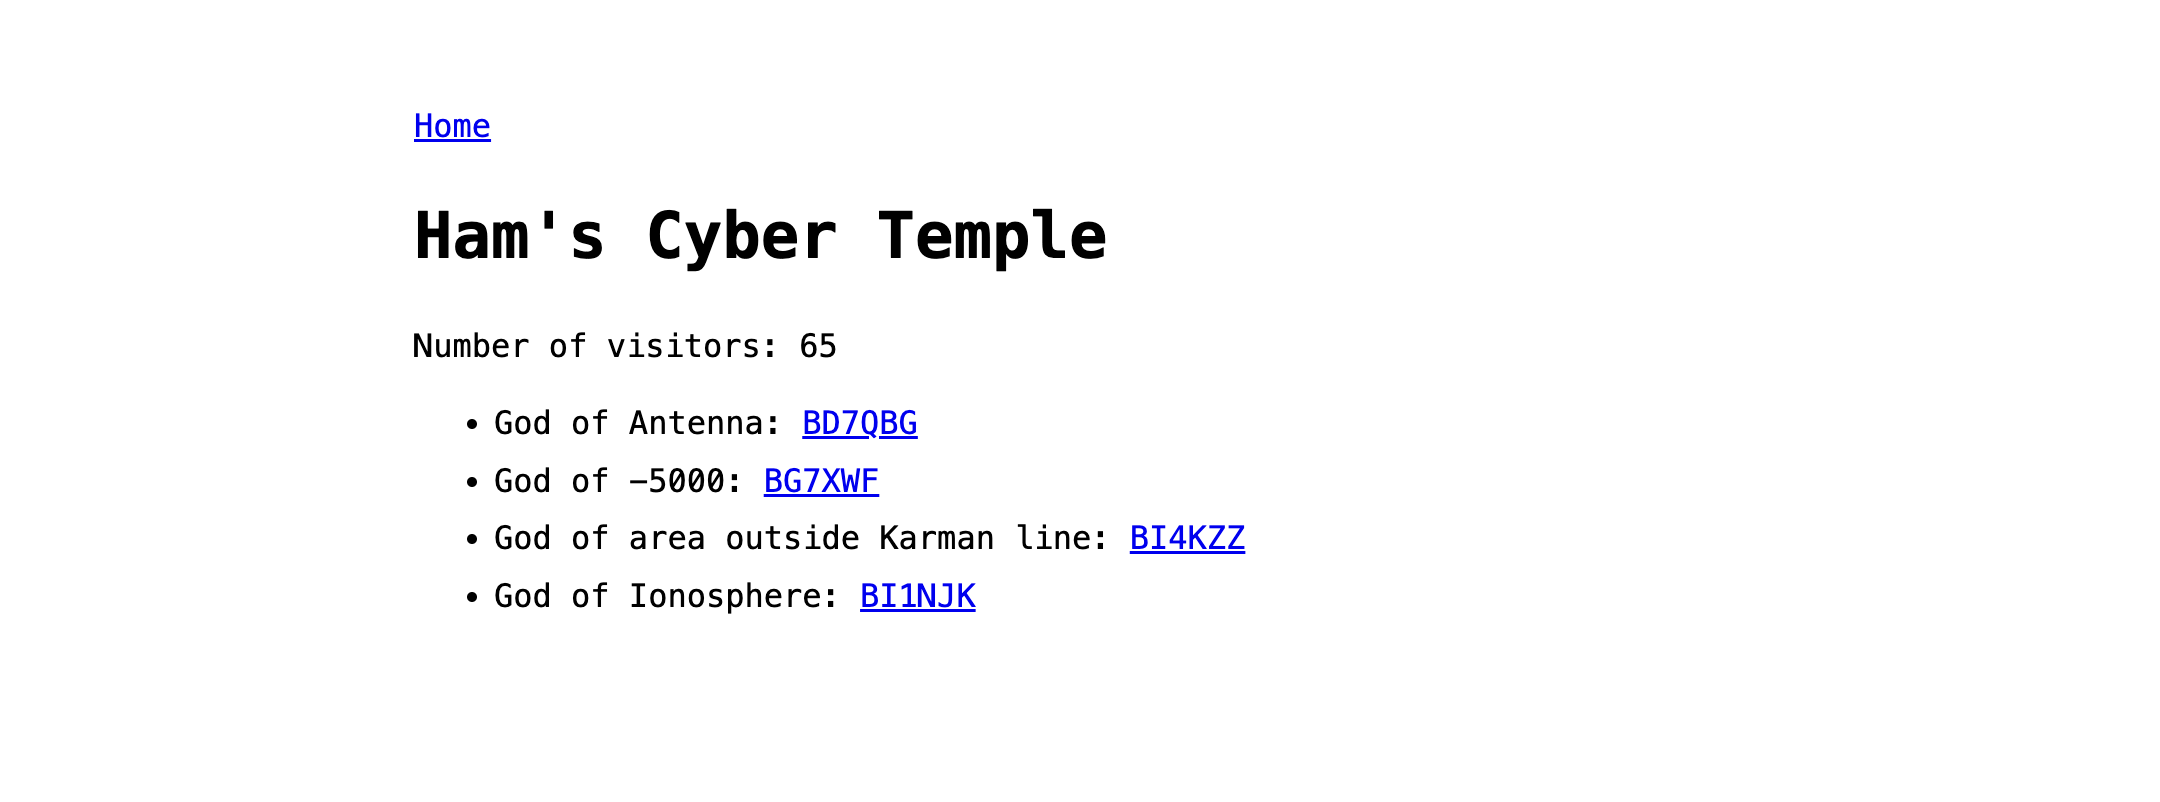 Home
Ham's Cyber Temple
Number of visitors: 65
• God of Antenna: BD7QBG
• God of -5000: BG7XWF
• God of area outside Karman line: BI4KZZ
• God of Ionosphere: BI1NJK